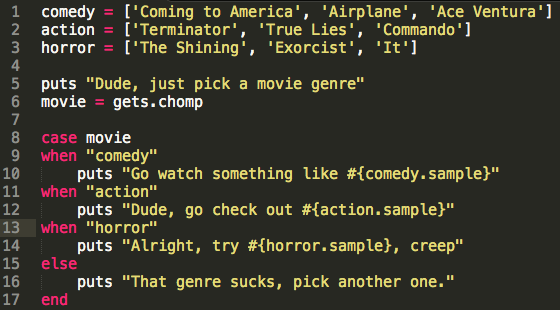 1 comedy = ['Coming to America', 'Airplane', 'Ace Ventura']
2 action = ['Terminator', 'True Lies', 'Commando']
3 horror = ['The Shining', 'Exorcist', 'It']
4
5 puts "Dude, just pick a movie genre"
6 movie = gets.chomp
7
8 case movie
9 when "comedy"
10     puts "Go watch something like #{comedy.sample}"
11 when "action"
12     puts "Dude, go check out #{action.sample}"
13 when "horror"
14     puts "Alright, try #{horror.sample}, creep"
15 else
16     puts "That genre sucks, pick another one."
17 end